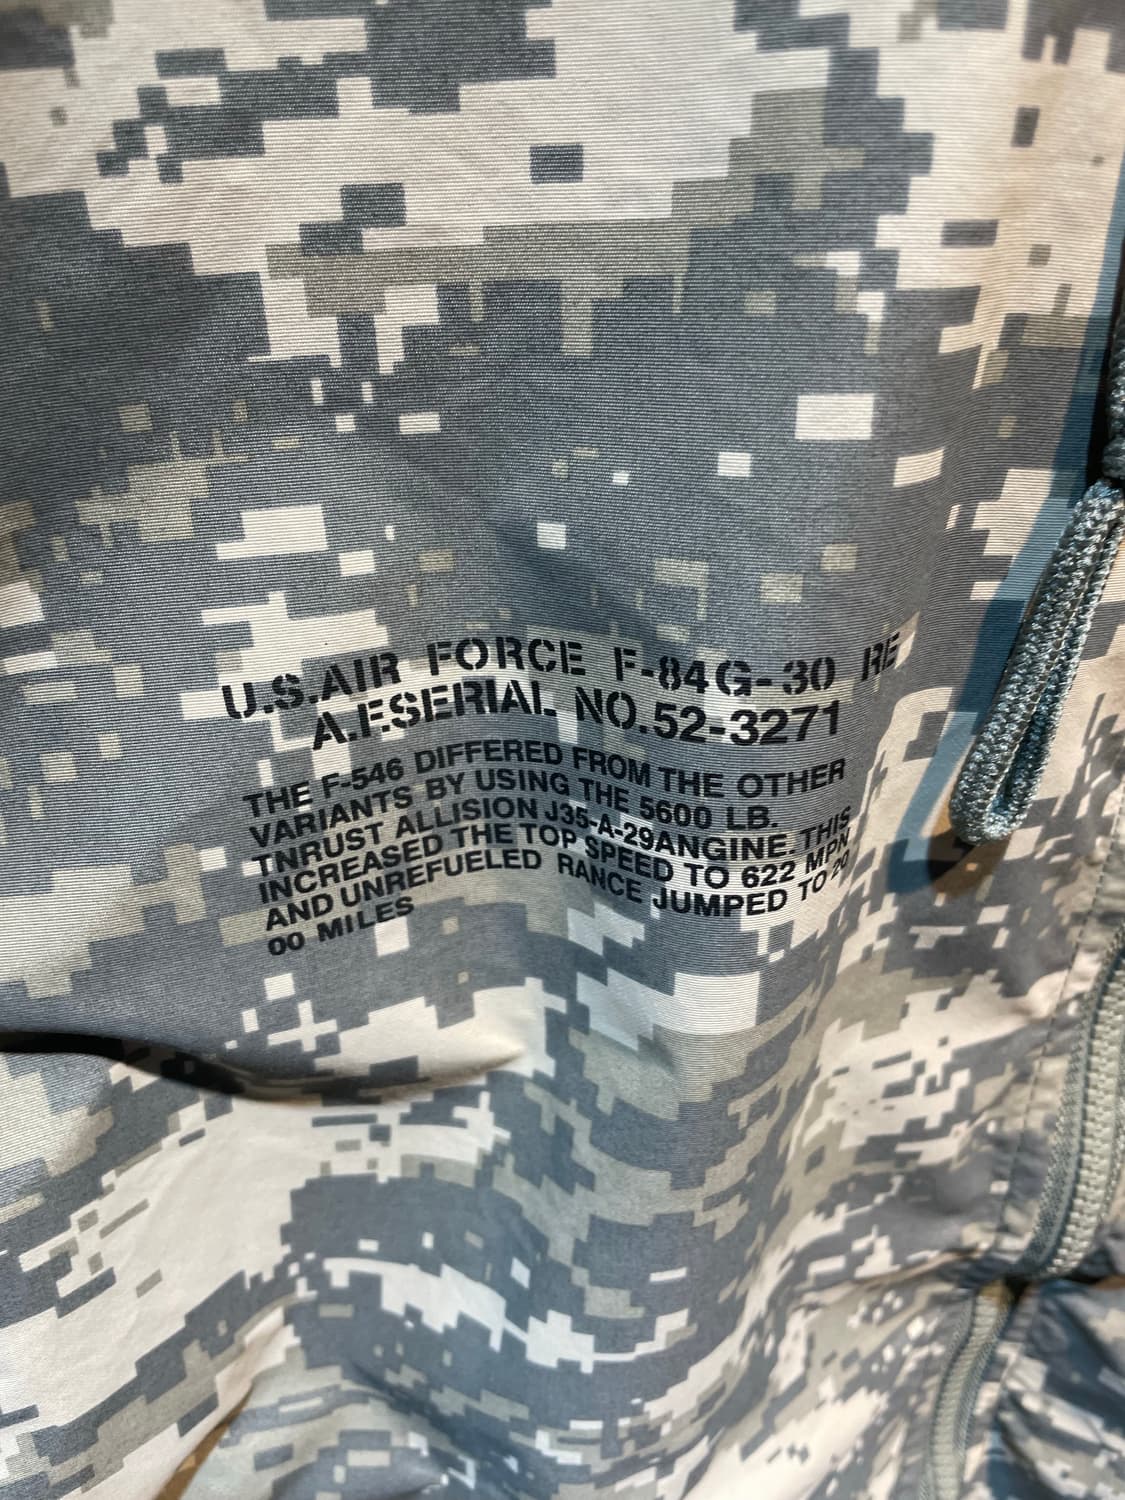 U.S.AIR FORCE F-84G-30 RE
A.F.SERIAL NO.52-3271
THE F-546 DIFFERED FROM THE OTHER
VARIANTS BY USING THE 5600 LB.
TNRUST ALLISION J35-A-29ANGINE. THIS
INCREASED THE TOP SPEED TO 622 MPN
AND UNREFUELED RANCE JUMPED TO 20
00 MILES